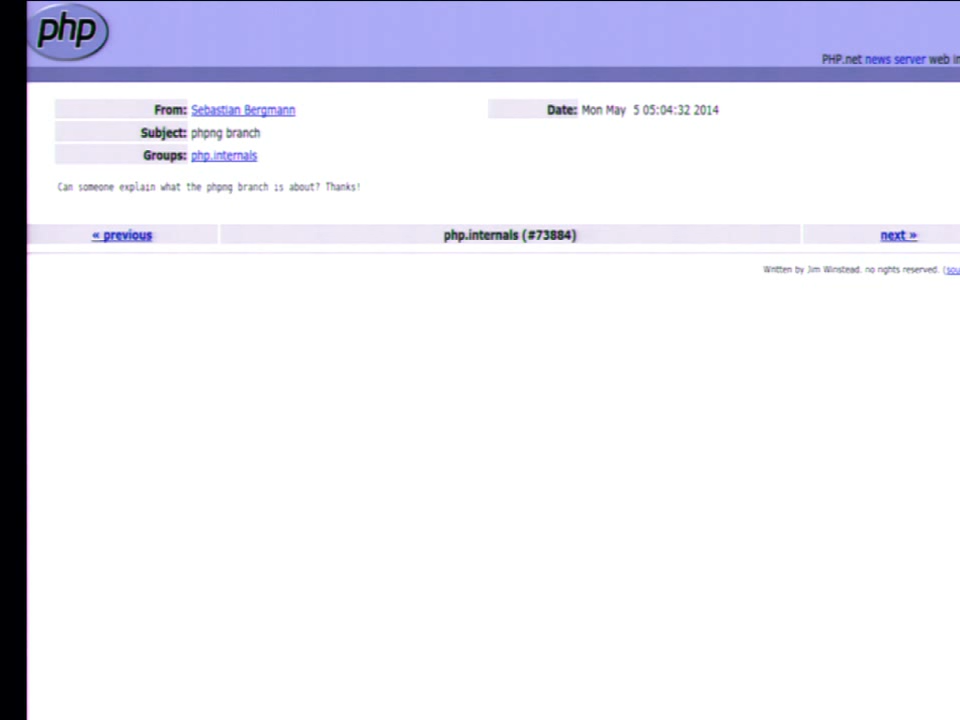 php
PHP.net news server web in
From: Sebastian Bergmann
Date: Mon May 5 05:04:32 2014
Subject: phpng branch
Groups: php.internals
Can someone explain what the phpng branch is about? Thanks!
« previous
php.internals (#73884)
next »
Written by Jim Winstead. no rights reserved. (sou